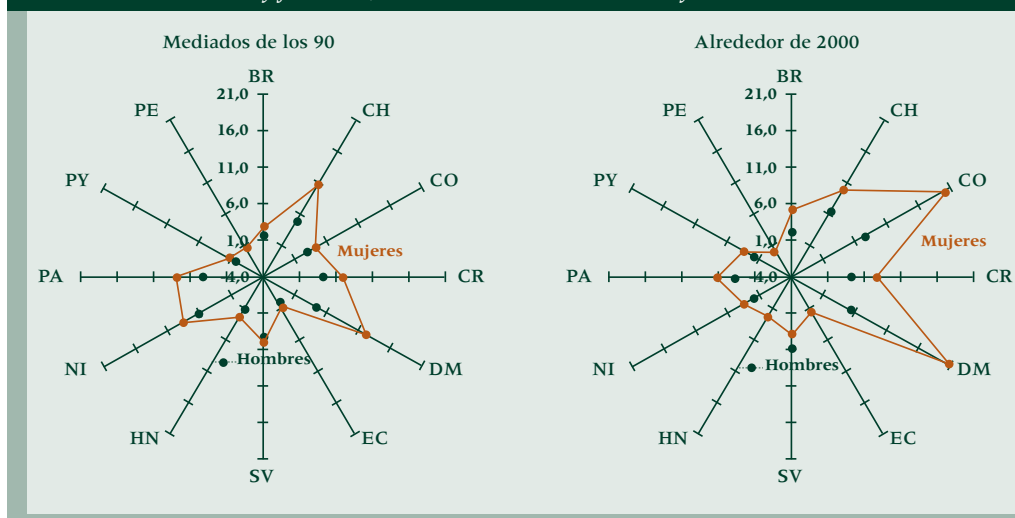 Mediados de los 90
BR
21,0
16,0
11,0
6,0
1,0
-4,0
CH
CO
CR
DM
EC
SV
HN
NI
PA
PY
PE
Mujeres
Hombres
Alrededor de 2000
BR
21,0
16,0
11,0
6,0
1,0
-4,0
CH
CO
CR
DM
EC
SV
HN
NI
PA
PY
PE
Mujeres
Hombres